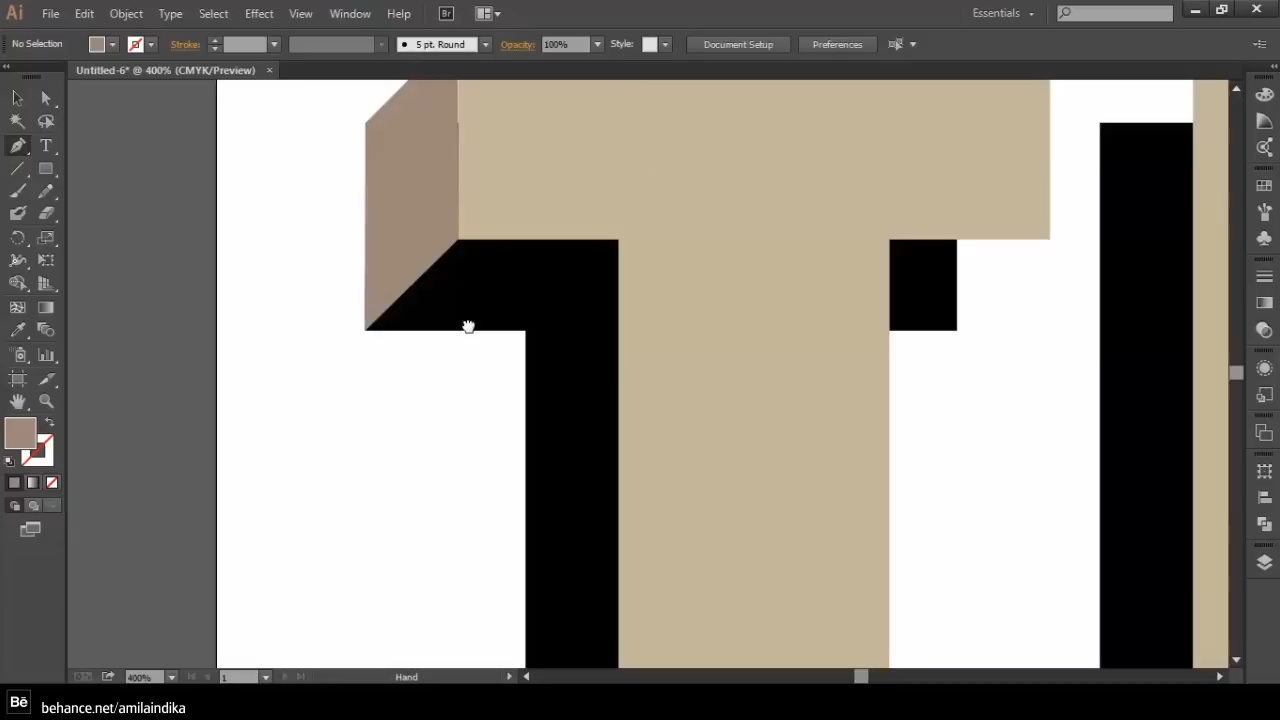 Ai File Edit Object Type Select Effect View Window Help Br Essentials
No Selection Stroke: 5 pt. Round Opacity: 100% Style: Document Setup Preferences
Untitled-6* @ 400% (CMYK/Preview) ×
T
T
400% 1 Hand
Bē behance.net/amilaindika